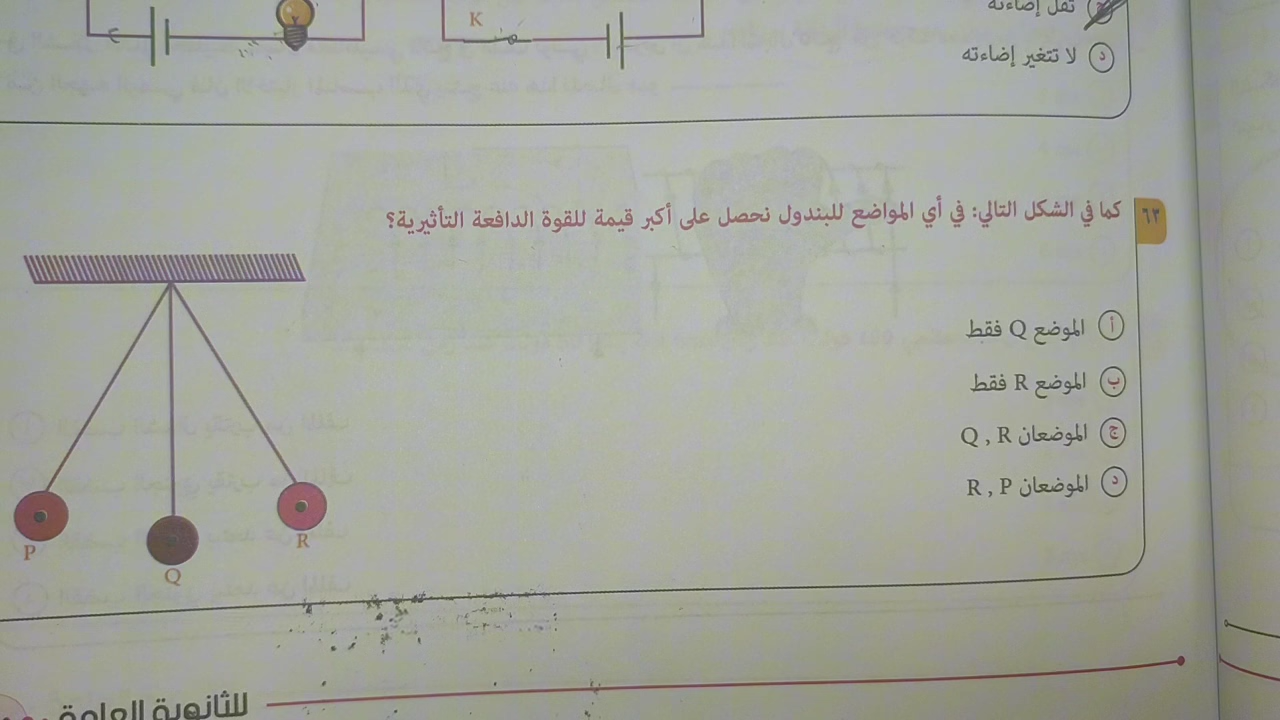 K
ج تقل إضاءته
د لا تتغير إضاءته
٦٣ كما في الشكل التالي: في أي المواضع للبندول نحصل على أكبر قيمة للقوة الدافعة التأثيرية؟
أ الموضع Q فقط
ب الموضع R فقط
ج الموضعان Q , R
د الموضعان R , P
P
Q
R
للثانوية العامة